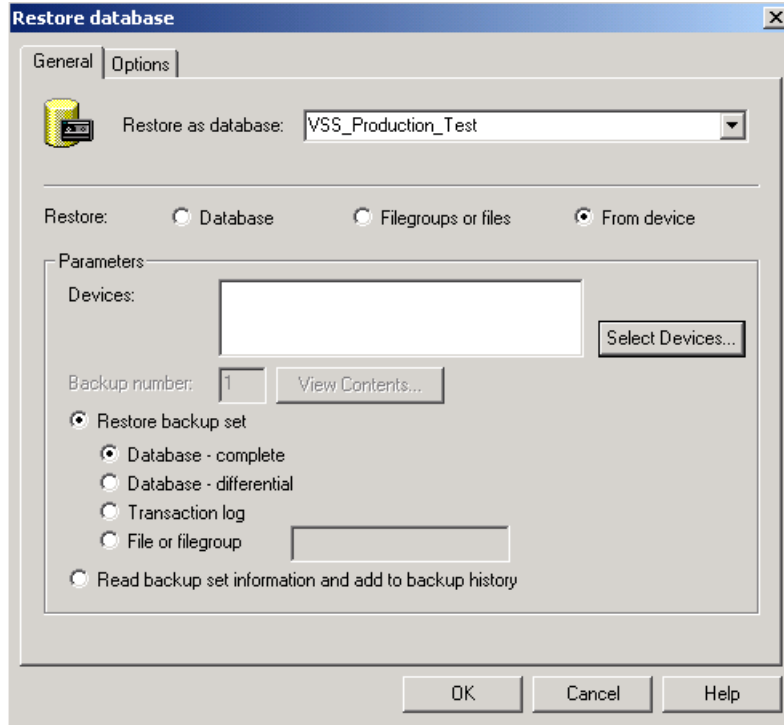 Restore database
General Options
Restore as database: VSS_Production_Test
Restore: Database Filegroups or files From device
Parameters
Devices:
Select Devices...
Backup number: 1 View Contents...
Restore backup set
Database - complete
Database - differential
Transaction log
File or filegroup
Read backup set information and add to backup history
OK Cancel Help